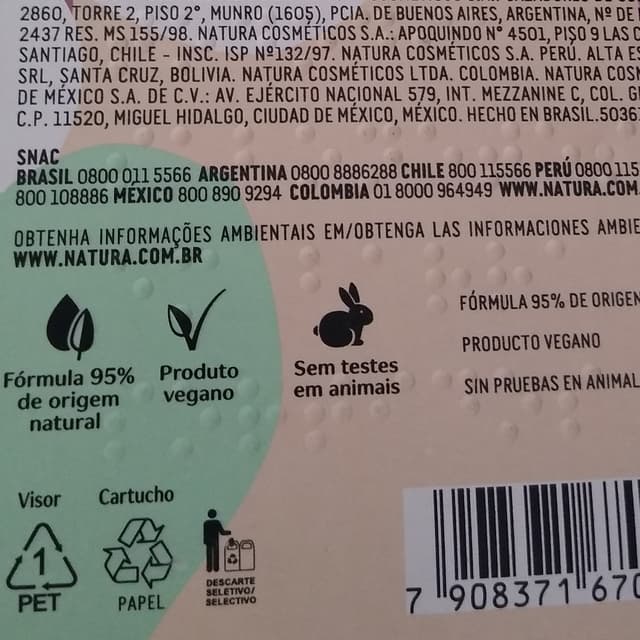 2860, TORRE 2, PISO 2°, MUNRO (1605), PCIA. DE BUENOS AIRES, ARGENTINA, Nº DE
2437 RES. MS 155/98. NATURA COSMÉTICOS S.A.: APOQUINDO N° 4501, PISO 9 LAS
SANTIAGO, CHILE - INSC. ISP Nº132/97. NATURA COSMÉTICOS S.A. PERÚ. ALTA
SRL, SANTA CRUZ, BOLIVIA. NATURA COSMÉTICOS LTDA. COLOMBIA. NATURA
DE MÉXICO S.A. DE C.V.: AV. EJÉRCITO NACIONAL 579, INT. MEZZANINE C, COL.
C.P. 11520, MIGUEL HIDALGO, CIUDAD DE MÉXICO, MÉXICO. HECHO EN BRASIL.
SNAC
BRASIL 0800 011 5566 ARGENTINA 0800 8886288 CHILE 800 115566 PERÚ 0800 115
800 108886 MÉXICO 800 890 9294 COLOMBIA 01 8000 964949 WWW.NATURA.COM
OBTENHA INFORMAÇÕES AMBIENTAIS EM/OBTENGA LAS INFORMACIONES
WWW.NATURA.COM.BR
Fórmula 95%
de origem
natural
Produto
vegano
Sem testes
em animais
FÓRMULA 95% DE ORIGEN
PRODUCTO VEGANO
SIN PRUEBAS EN ANIMAL
Visor
Cartucho
1
PET
PAPEL
DESCARTE
SELETIVO/
SELECTIVO
7 908371 670